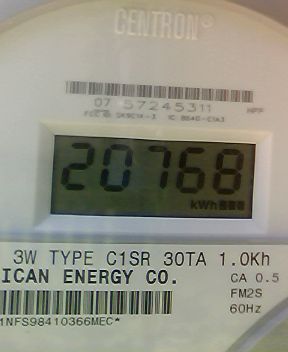 CENTRON®
07 57245311
20768
kWh
3W TYPE C1SR 30TA 1.0Kh
ICAN ENERGY CO.
CA 0.5
FM2S
60Hz
1NFS98410366MEC*